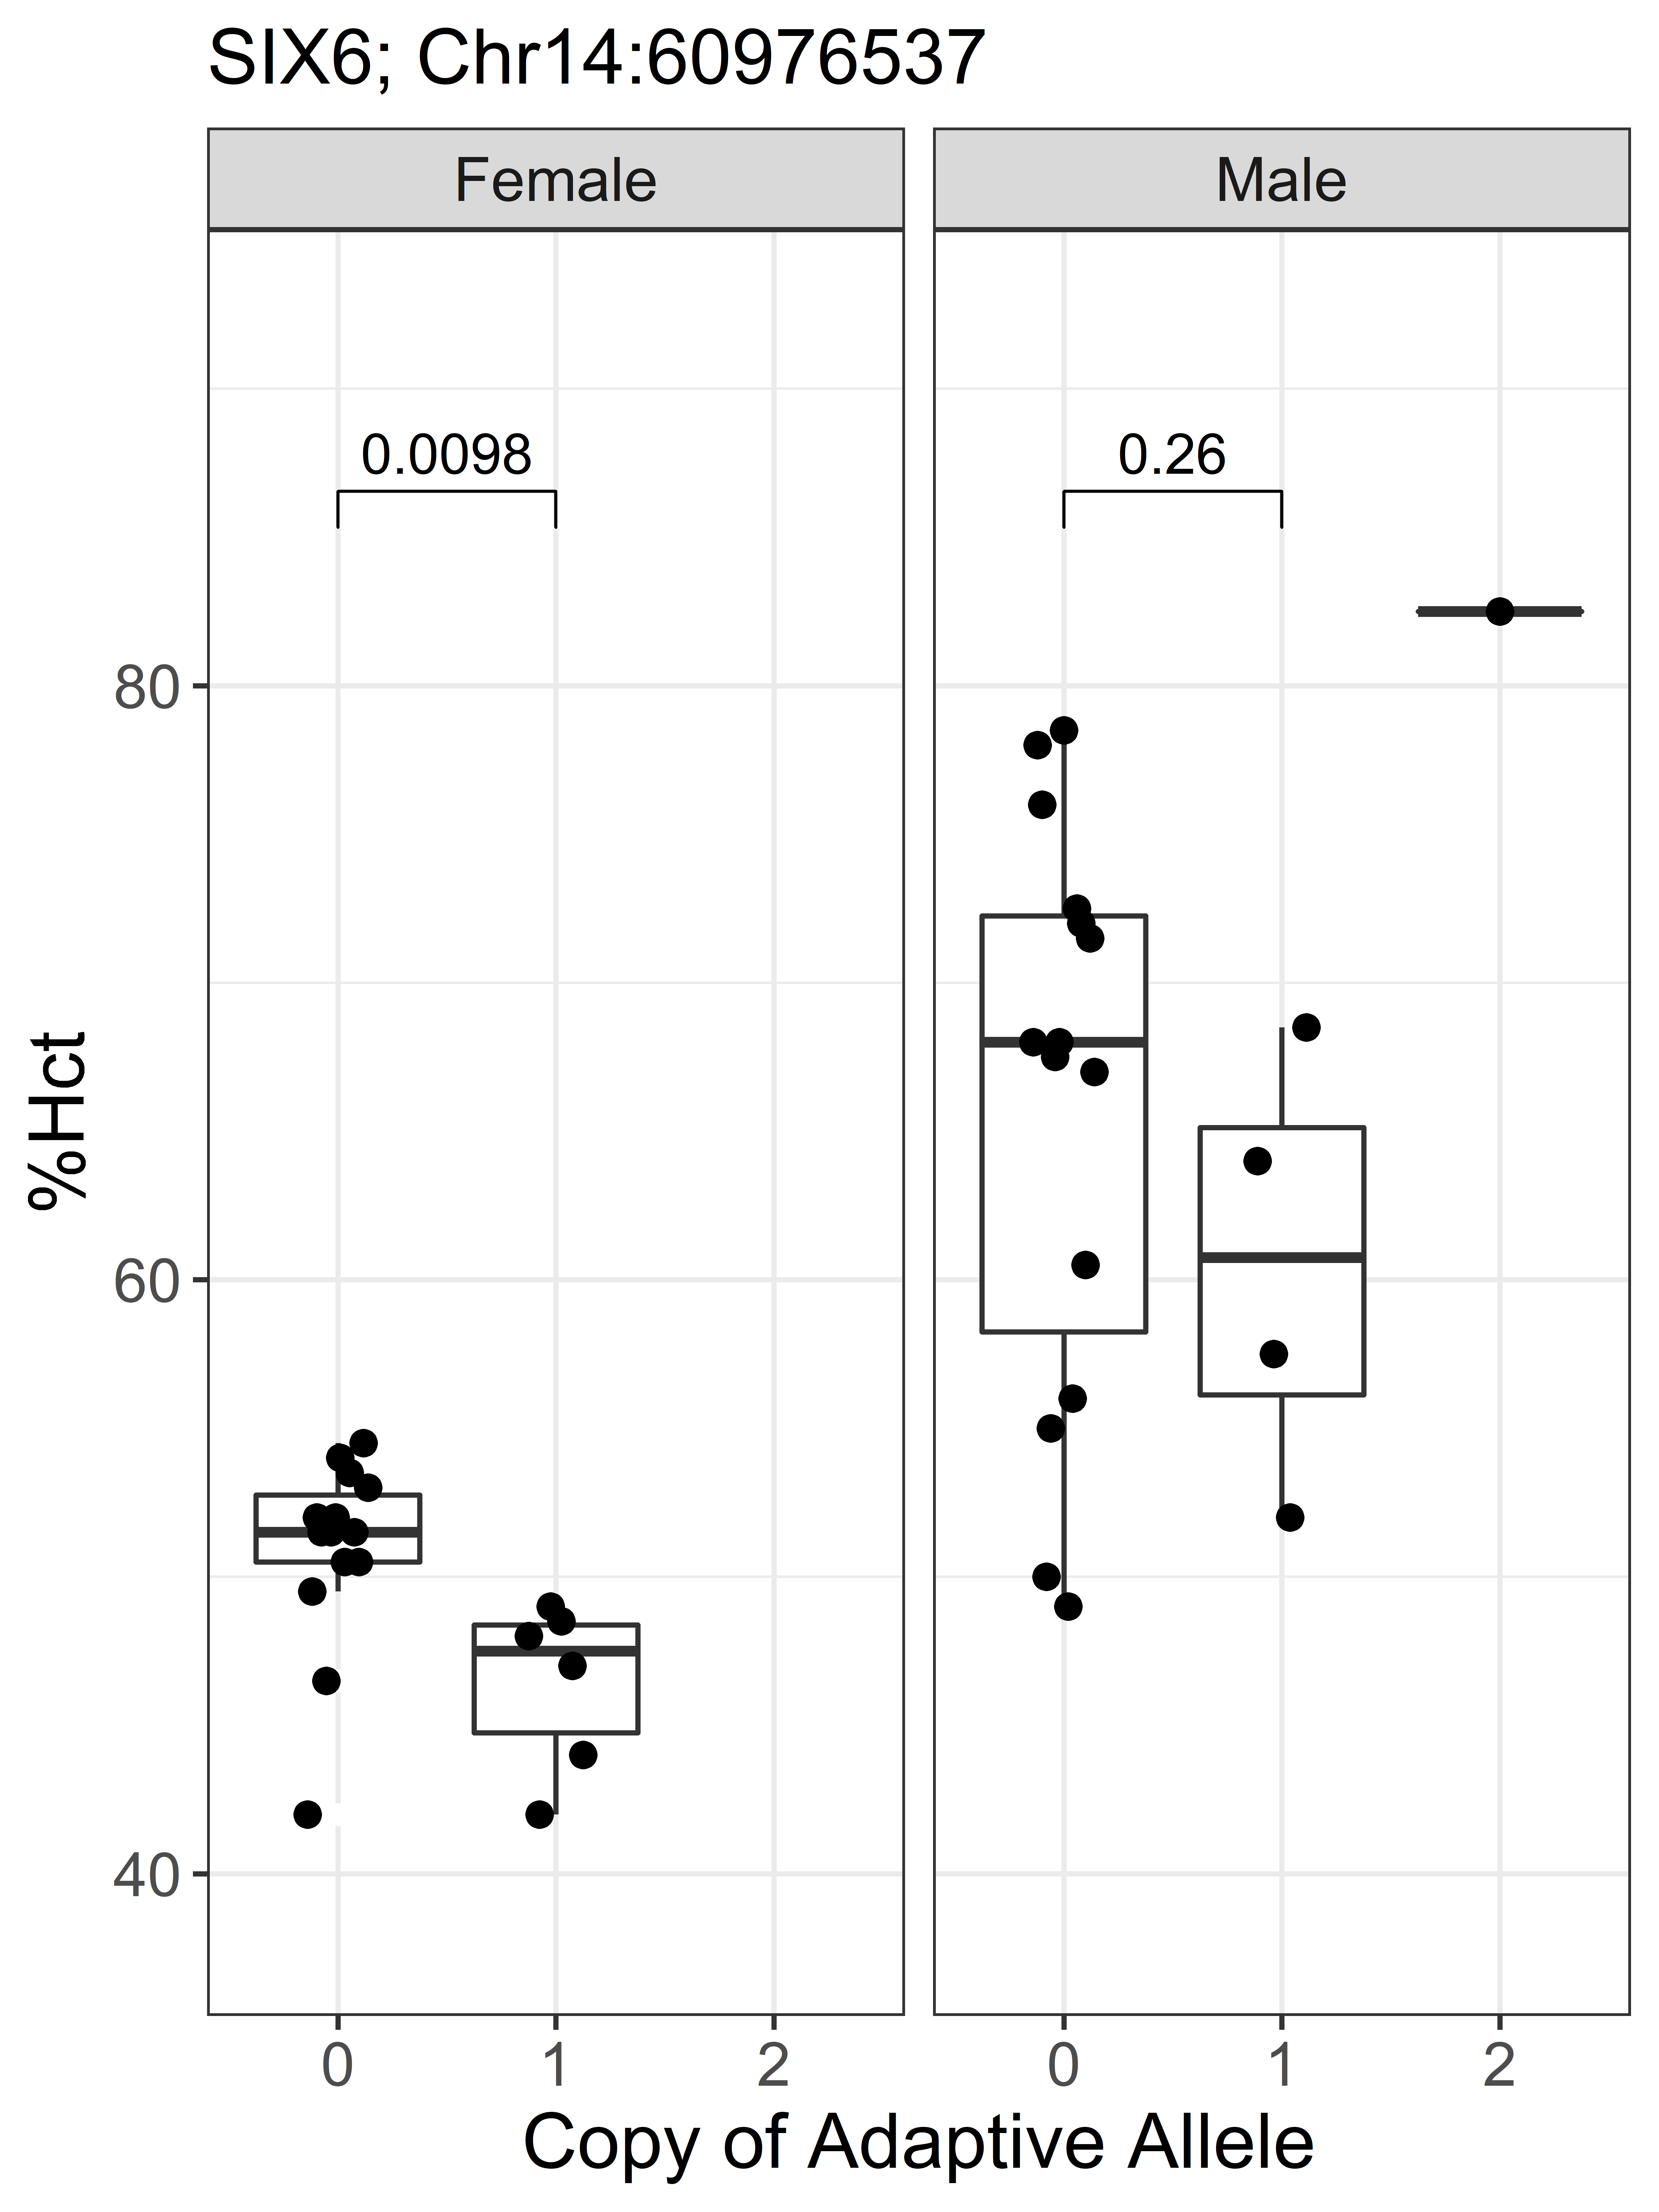 SIX6; Chr14:60976537
Female
Male
0.0098
0.26
80
60
40
%Hct
0 1 2
0 1 2
Copy of Adaptive Allele